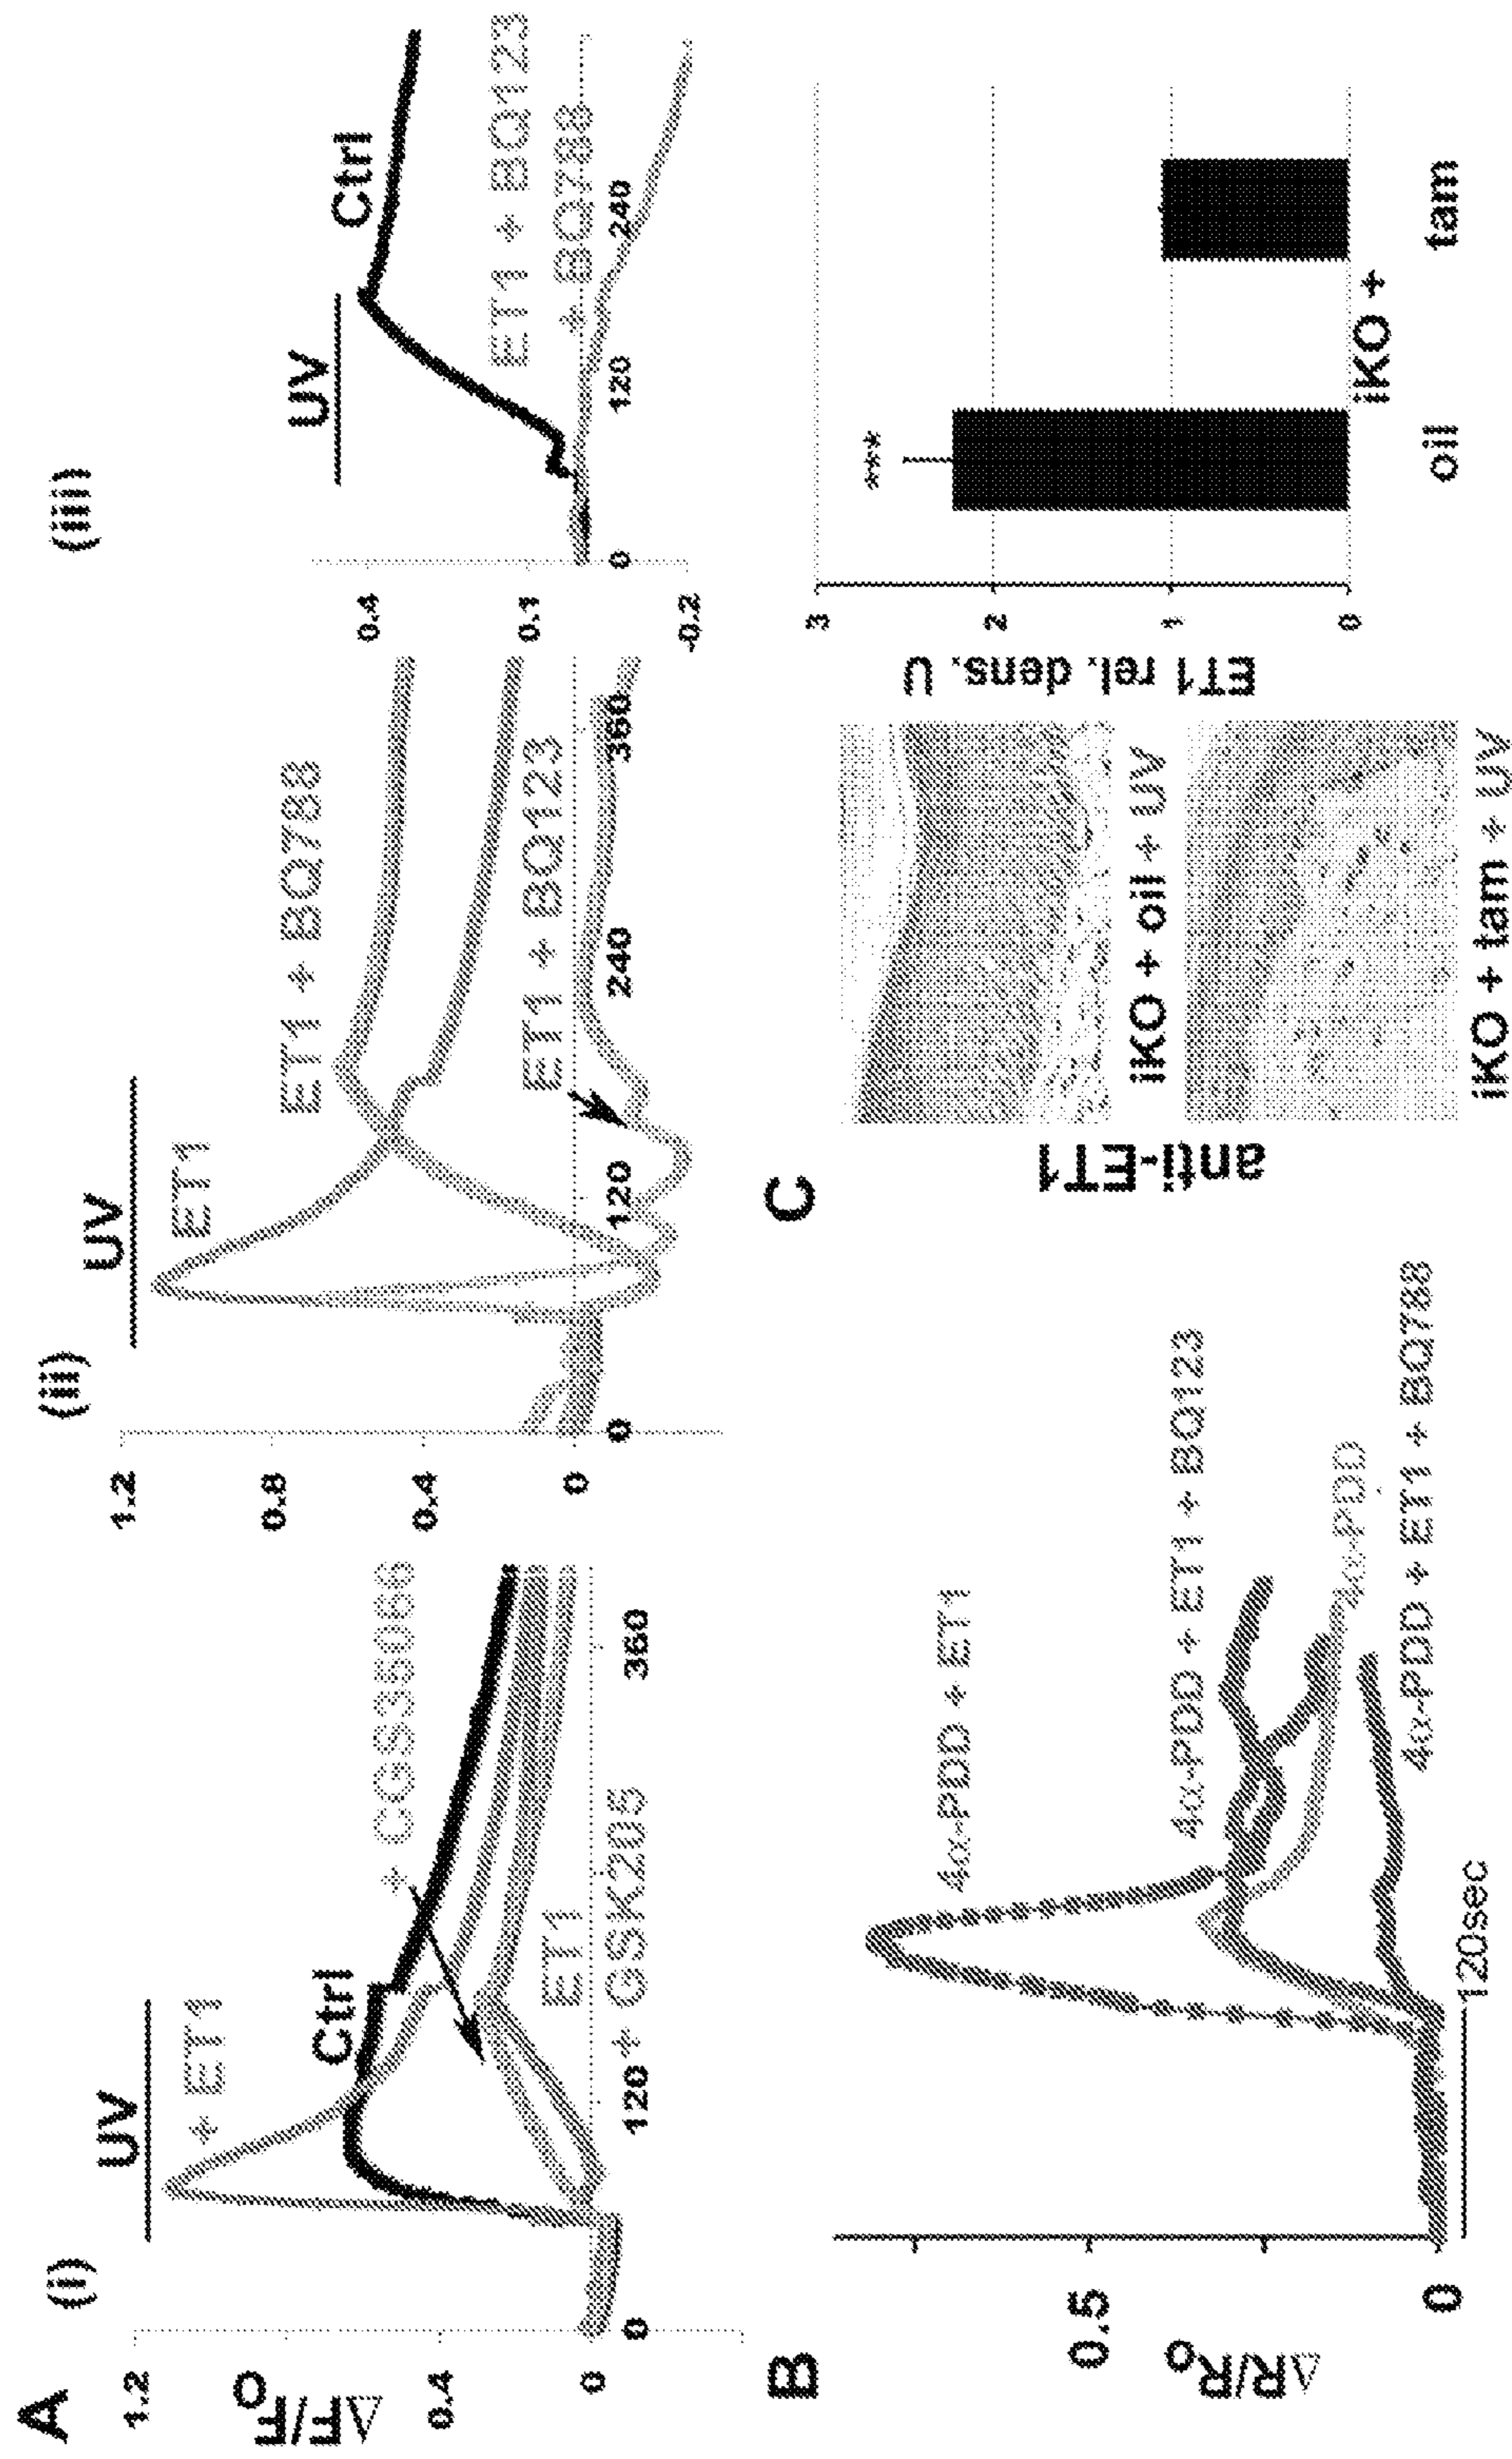 A
(i)
UV
+ ET1
Ctrl
+ CGS35066
ET1
+ GSK205
ΔF/Fo
1.2
0.4
0
0
120
360
(ii)
UV
ET1
ET1 + BQ788
ET1 + BQ123
1.2
0.8
0.4
0
0
120
240
360
(iii)
UV
Ctrl
ET1 + BQ123
+ BQ788
0.4
0.1
-0.2
0
120
240
B
4α-PDD + ET1
4α-PDD + ET1 + BQ123
4α-PDD
4α-PDD + ET1 + BQ788
ΔR/Ro
0.5
0
120sec
C
anti-ET1
iKO + oil + UV
iKO + tam + UV
ET1 rel. dens. U
3
2
1
0
***
oil
tam
iKO +